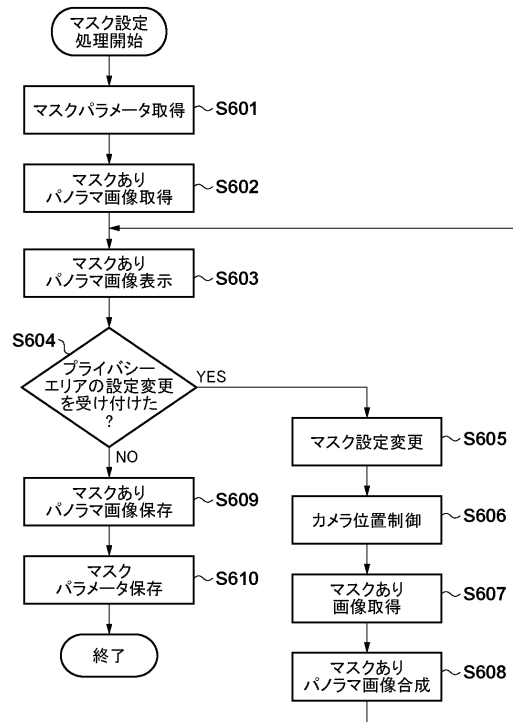 マスク設定
処理開始
マスクパラメータ取得
S601
マスクあり
パノラマ画像取得
S602
マスクあり
パノラマ画像表示
S603
S604
プライバシー
エリアの設定変更
を受け付けた
?
YES
NO
マスク設定変更
S605
カメラ位置制御
S606
マスクあり
画像取得
S607
マスクあり
パノラマ画像合成
S608
マスクあり
パノラマ画像保存
S609
マスク
パラメータ保存
S610
終了